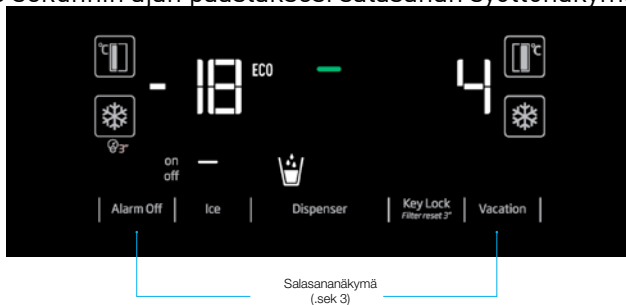 sekunnin ajan päästäksesi salasanan syöttönäkymä
°C °C
-18 ECO 4
3"
on
off
Alarm Off Ice Dispenser Key Lock Vacation
Filter reset 3"
Salasananäkymä
(.sek 3)